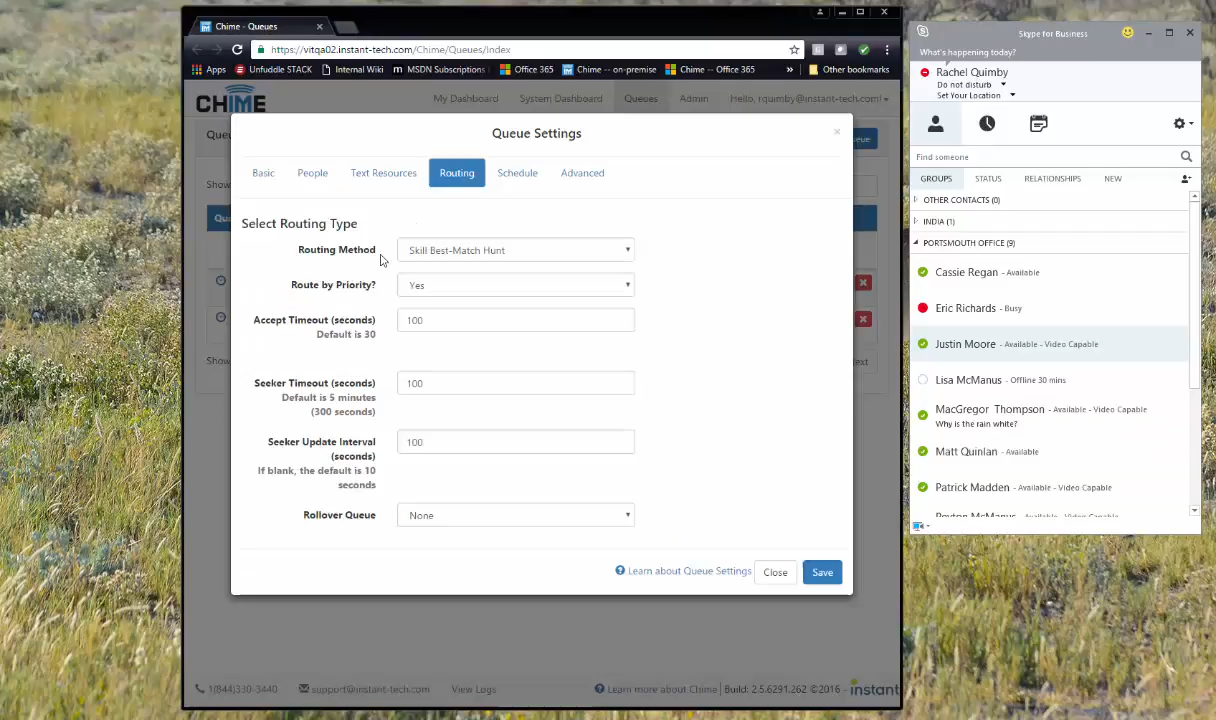 Chime - Queues
https://vitqa02.instant-tech.com/Chime/Queues/Index
Apps Unfuddle STACK Internal Wiki m MSDN Subscriptions Office 365 Chime -- on-premise Chime -- Office 365 » Other bookmarks
CHIME My Dashboard System Dashboard Queues Admin Hello, rquimby@instant-tech.com!
Queue Settings ×
Basic People Text Resources Routing Schedule Advanced
Select Routing Type
Routing Method Skill Best-Match Hunt
Route by Priority? Yes
Accept Timeout (seconds) 100
Default is 30
Seeker Timeout (seconds) 100
Default is 5 minutes
(300 seconds)
Seeker Update Interval 100
(seconds)
If blank, the default is 10
seconds
Rollover Queue None
Learn about Queue Settings Close Save
1(844)330-3440 support@instant-tech.com View Logs Learn more about Chime Build: 2.5.6291.262 ©2016 - instant
Skype for Business
What's happening today?
Rachel Quimby
Do not disturb
Set Your Location
Find someone
GROUPS STATUS RELATIONSHIPS NEW
OTHER CONTACTS (0)
INDIA (1)
PORTSMOUTH OFFICE (9)
Cassie Regan - Available
Eric Richards - Busy
Justin Moore - Available - Video Capable
Lisa McManus - Offline 30 mins
MacGregor Thompson - Available - Video Capable
Why is the rain white?
Matt Quinlan - Available
Patrick Madden - Available - Video Capable
Peyton McManus - Available - Video Capable